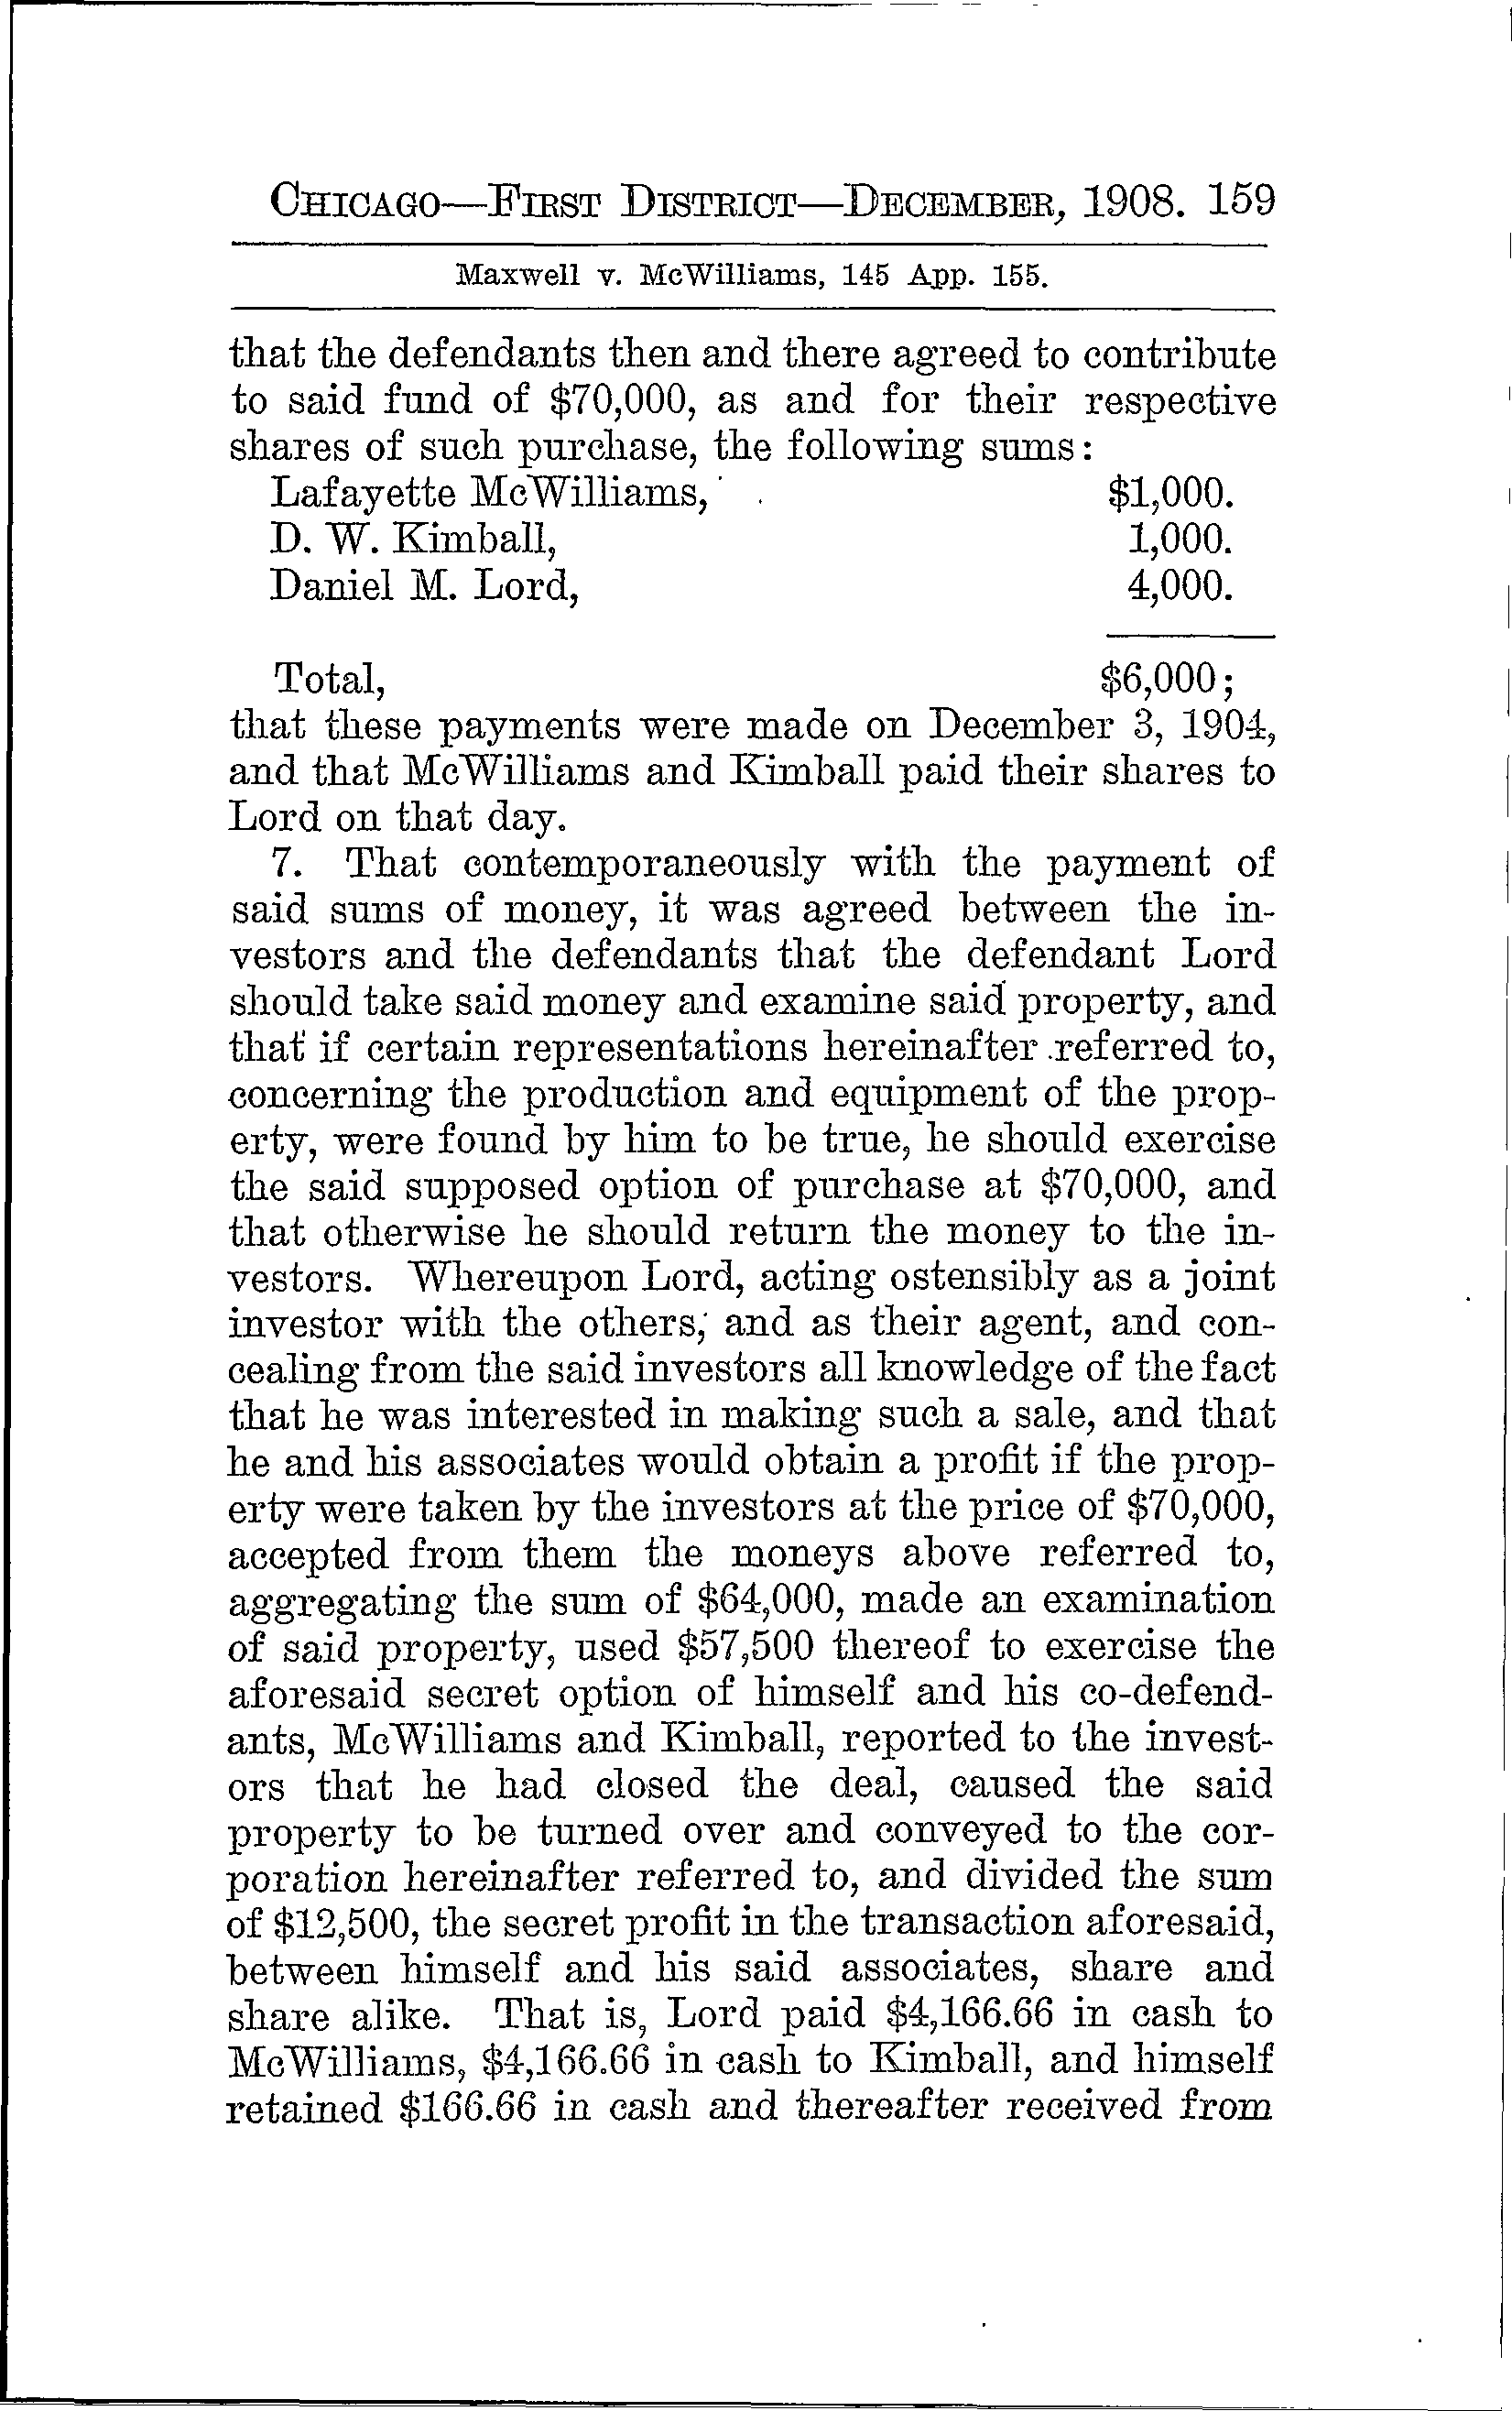 CHICAGO—FIRST DISTRICT—DECEMBER, 1908. 159
Maxwell v. McWilliams, 145 App. 155.
that the defendants then and there agreed to contribute
to said fund of $70,000, as and for their respective
shares of such purchase, the following sums:
Lafayette McWilliams, $1,000.
D. W. Kimball, 1,000.
Daniel M. Lord, 4,000.
Total, $6,000;
that these payments were made on December 3, 1904,
and that McWilliams and Kimball paid their shares to
Lord on that day.
7. That contemporaneously with the payment of
said sums of money, it was agreed between the in-
vestors and the defendants that the defendant Lord
should take said money and examine said property, and
that if certain representations hereinafter referred to,
concerning the production and equipment of the prop-
erty, were found by him to be true, he should exercise
the said supposed option of purchase at $70,000, and
that otherwise he should return the money to the in-
vestors. Whereupon Lord, acting ostensibly as a joint
investor with the others, and as their agent, and con-
cealing from the said investors all knowledge of the fact
that he was interested in making such a sale, and that
he and his associates would obtain a profit if the prop-
erty were taken by the investors at the price of $70,000,
accepted from them the moneys above referred to,
aggregating the sum of $64,000, made an examination
of said property, used $57,500 thereof to exercise the
aforesaid secret option of himself and his co-defend-
ants, McWilliams and Kimball, reported to the invest-
ors that he had closed the deal, caused the said
property to be turned over and conveyed to the cor-
poration hereinafter referred to, and divided the sum
of $12,500, the secret profit in the transaction aforesaid,
between himself and his said associates, share and
share alike. That is, Lord paid $4,166.66 in cash to
McWilliams, $4,166.66 in cash to Kimball, and himself
retained $166.66 in cash and thereafter received from